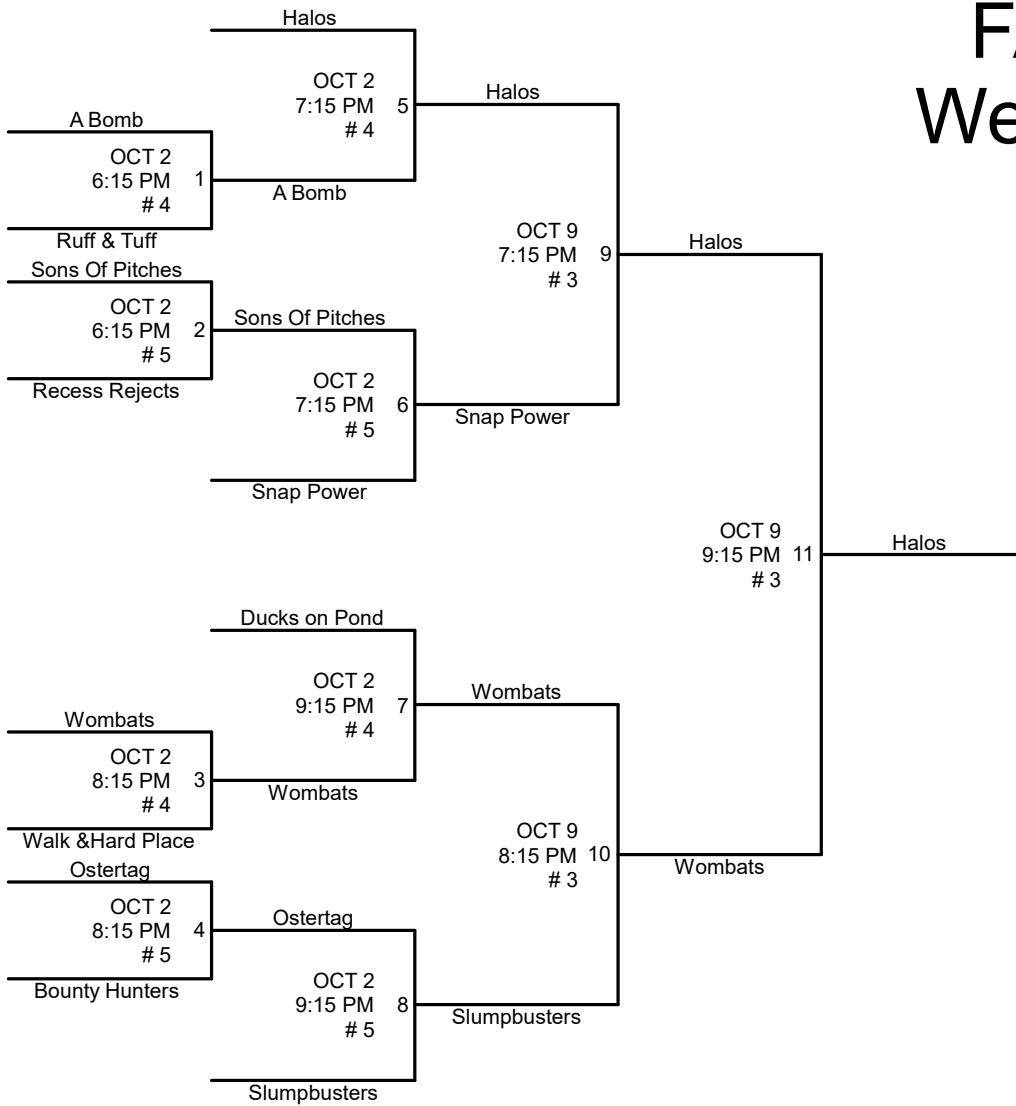 Halos
FA
We
OCT 2
7:15 PM 5
# 4
Halos
A Bomb
OCT 2
6:15 PM 1
# 4
A Bomb
Ruff & Tuff
OCT 9
7:15 PM 9
# 3
Halos
Sons Of Pitches
OCT 2
6:15 PM 2
# 5
Sons Of Pitches
Recess Rejects
OCT 2
7:15 PM 6
# 5
Snap Power
Snap Power
OCT 9
9:15 PM 11
# 3
Halos
Ducks on Pond
OCT 2
9:15 PM 7
# 4
Wombats
Wombats
OCT 2
8:15 PM 3
# 4
Wombats
Walk &Hard Place
OCT 9
8:15 PM 10
# 3
Wombats
Ostertag
OCT 2
8:15 PM 4
# 5
Ostertag
Bounty Hunters
OCT 2
9:15 PM 8
# 5
Slumpbusters
Slumpbusters